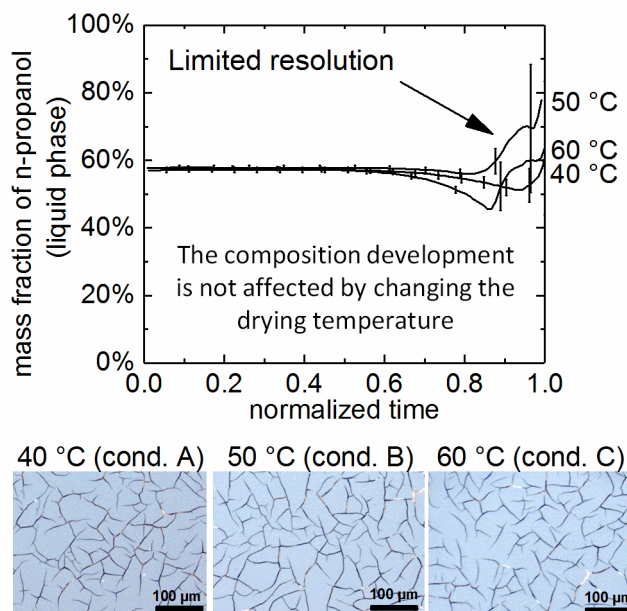 100%
80%
60%
40%
20%
0%
mass fraction of n-propanol
(liquid phase)
Limited resolution
50 °C
60 °C
40 °C
The composition development
is not affected by changing the
drying temperature
0.0 0.2 0.4 0.6 0.8 1.0
normalized time
40 °C (cond. A) 50 °C (cond. B) 60 °C (cond. C)
100 µm 100 µm 100 µm